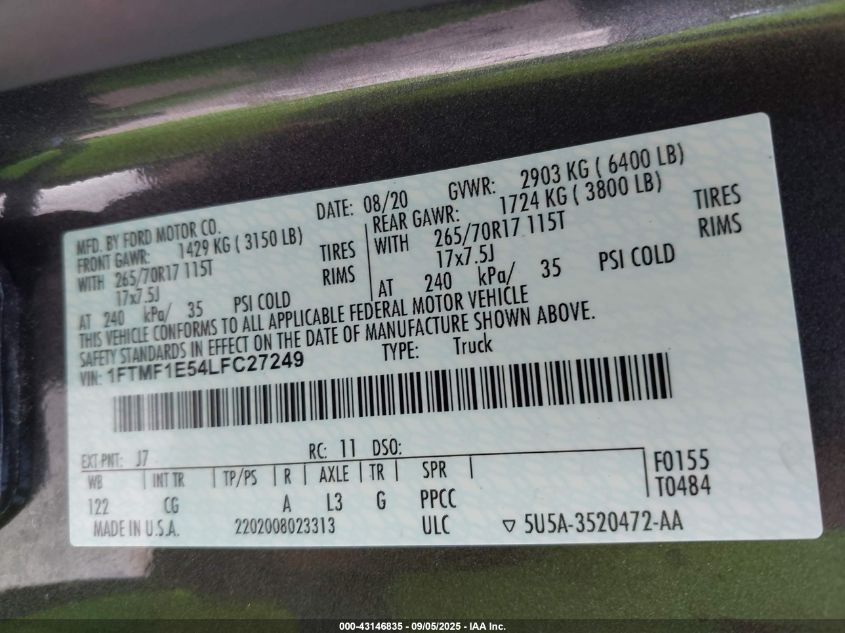 MFD. BY FORD MOTOR CO. DATE: 08/20 GVWR: 2903 KG ( 6400 LB)
FRONT GAWR: 1429 KG ( 3150 LB) REAR GAWR: 1724 KG ( 3800 LB)
WITH 265/70R17 115T TIRES WITH 265/70R17 115T TIRES
17x7.5J RIMS 17x7.5J RIMS
AT 240 kPa/ 35 PSI COLD AT 240 kPa/ 35 PSI COLD
THIS VEHICLE CONFORMS TO ALL APPLICABLE FEDERAL MOTOR VEHICLE
SAFETY STANDARDS IN EFFECT ON THE DATE OF MANUFACTURE SHOWN ABOVE.
VIN: 1FTMF1E54LFC27249 TYPE: Truck
EXT PNT: J7 RC: 11 DSO:
WB INT TR TP/PS R AXLE TR SPR F0155
122 CG A L3 G PPCC T0484
MADE IN U.S.A. 2202008023313 ULC ▽ 5U5A-3520472-AA
000-43146835 - 09/05/2025 - IAA Inc.